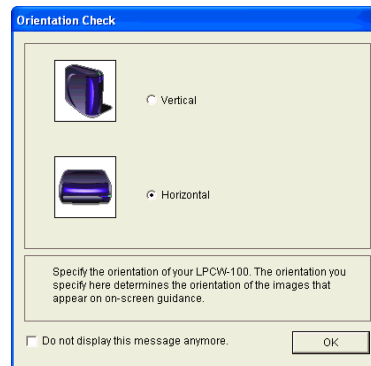 Orientation Check
Vertical
Horizontal
Specify the orientation of your LPCW-100. The orientation you
specify here determines the orientation of the images that
appear on on-screen guidance.
Do not display this message anymore.
OK